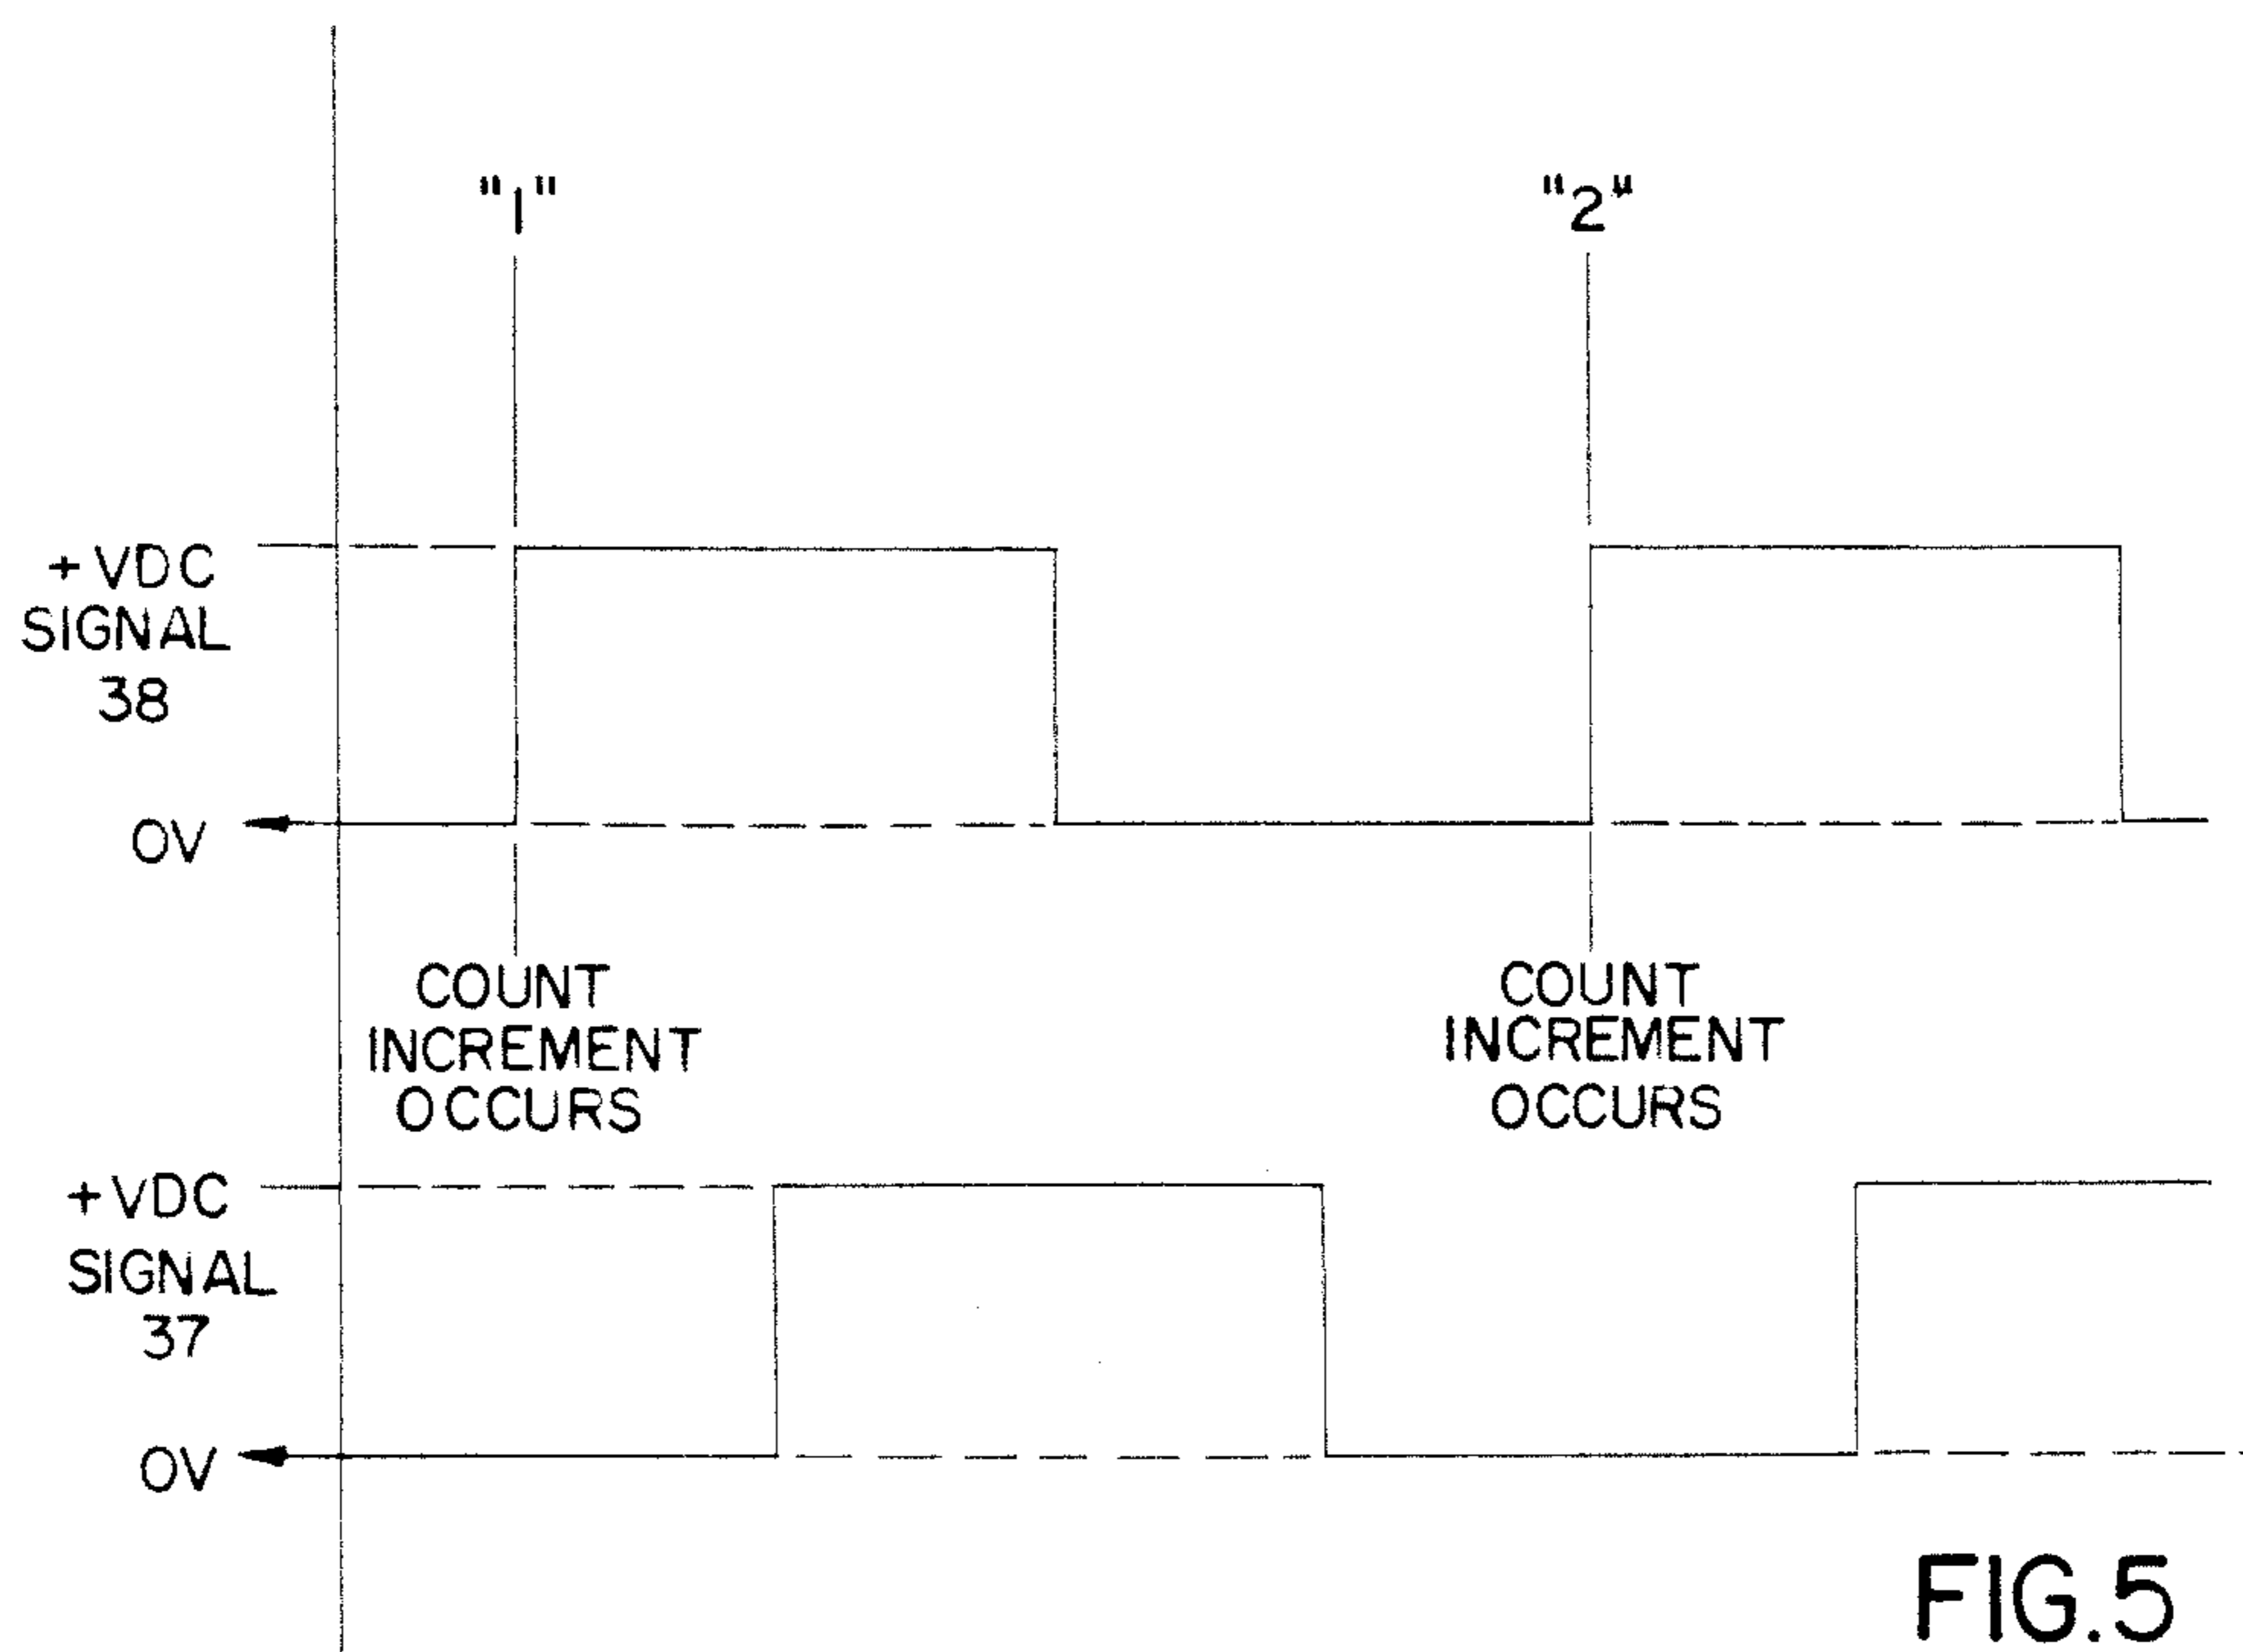 "1"
"2"
+VDC
SIGNAL
38
0V
COUNT
INCREMENT
OCCURS
COUNT
INCREMENT
OCCURS
+VDC
SIGNAL
37
0V
FIG.5